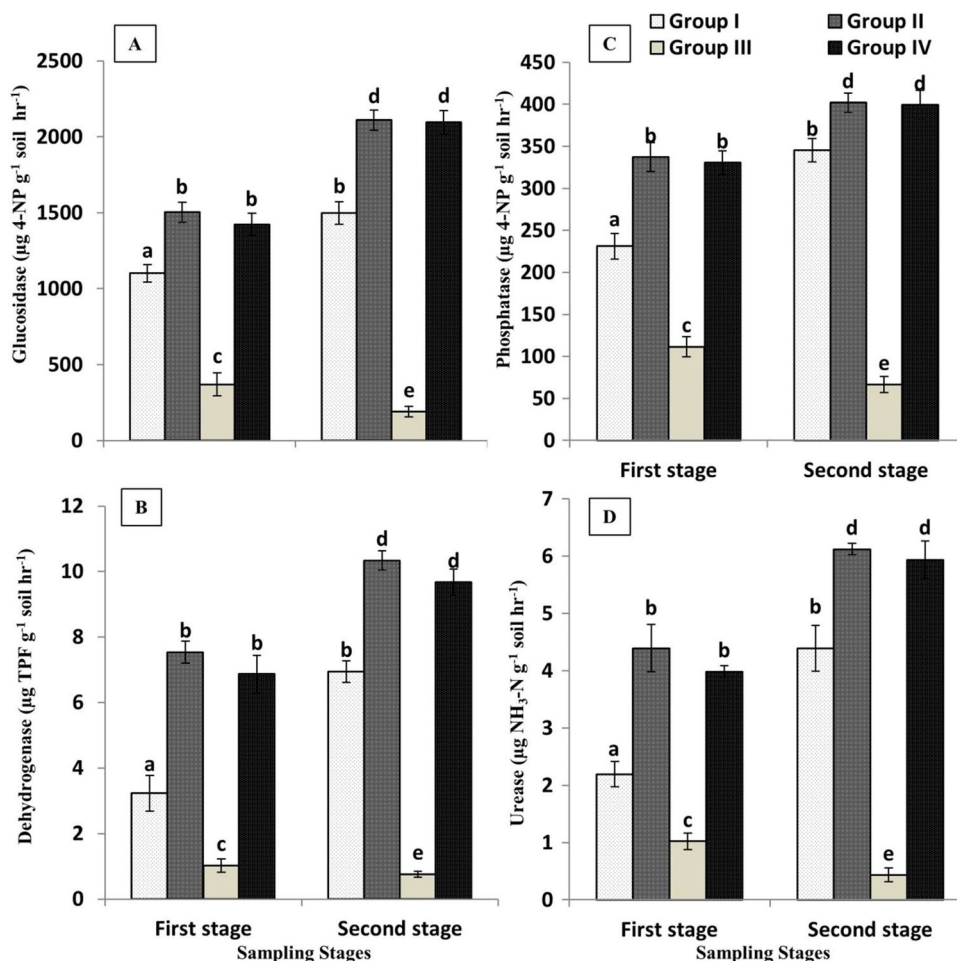 Group I
Group II
Group III
Group IV
A
Glucosidase (µg 4-NP g⁻¹ soil hr⁻¹)
2500
2000
1500
1000
500
0
a
b
c
b
b
d
e
d
C
Phosphatase (µg 4-NP g⁻¹ soil hr⁻¹)
450
400
350
300
250
200
150
100
50
0
a
b
c
b
b
d
e
d
First stage
Second stage
B
Dehydrogenase (µg TPF g⁻¹ soil hr⁻¹)
12
10
8
6
4
2
0
a
b
c
b
b
d
e
d
First stage
Second stage
Sampling Stages
D
Urease (µg NH₃-N g⁻¹ soil hr⁻¹)
7
6
5
4
3
2
1
0
a
b
c
b
b
d
e
d
First stage
Second stage
Sampling Stages